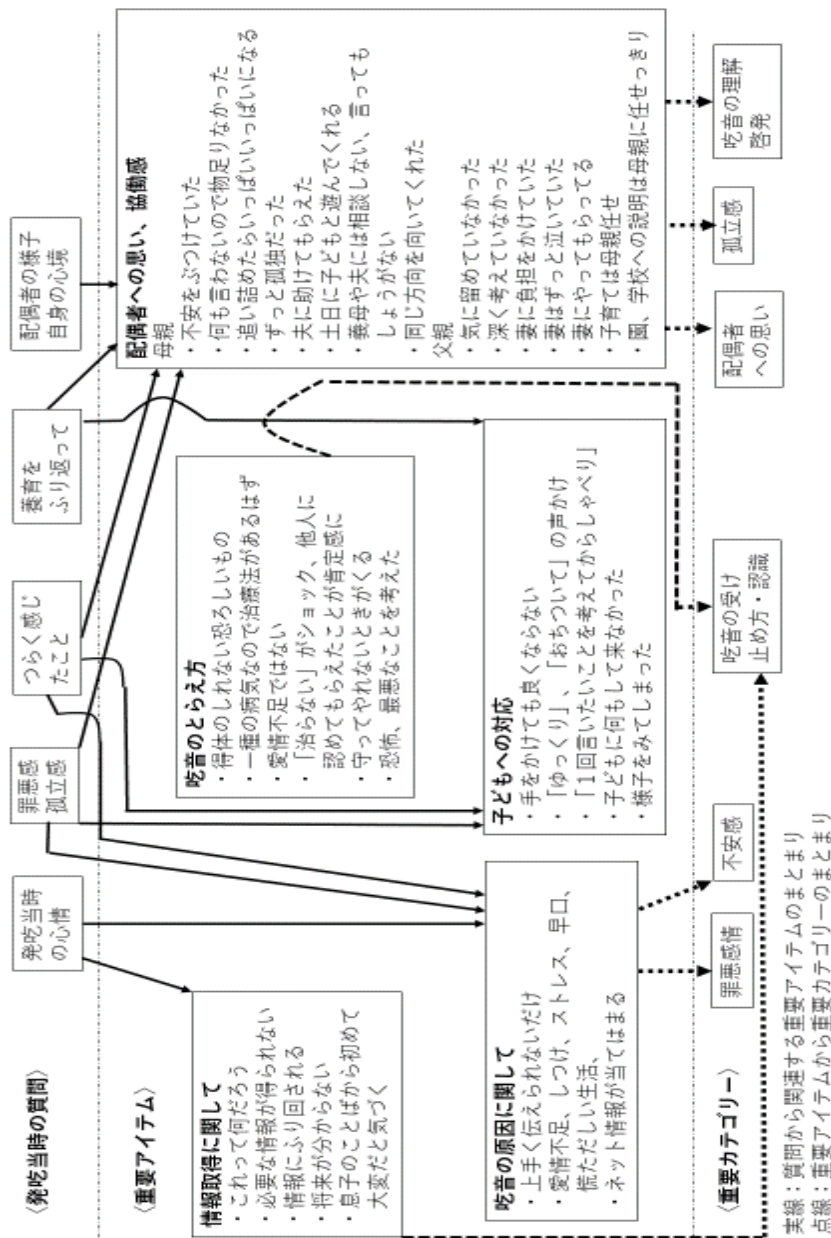 〈発吃当時の質問〉
発吃当時
の心情
罪悪感
孤立感
つらく感じ
たこと
養育を
ふり返って
配偶者の様子
自身の心境
〈重要アイテム〉
情報取得に関して
・これって何だろう
・必要な情報が得られない
・情報にふり回される
・将来が分からない
・息子のことばから初めて
大変だと気づく
吃音のとらえ方
・得体のしれない恐ろしいもの
・一種の病気なので治療法があるはず
・愛情不足ではない
・「治らない」がショック、他人に
認めてもらえたことが肯定感に
・守ってやれないときがくる
・恐怖、最悪なことを考えた
配偶者への思い、協働感
母親
・不安をぶつけていた
・何も言わないので物足りなかった
・追い詰めたらいっぱいいっぱいになる
・ずっと孤独だった
・夫に助けてもらえた
・土日に子どもと遊んでくれる
・義母や夫には相談しない、言っても
しょうがない
・同じ方向を向いてくれた
父親
・気に留めていなかった
・深く考えていなかった
・妻に負担をかけていた
・妻はずっと泣いていた
・妻にやってもらってる
・子育ては母親任せ
・園、学校への説明は母親に任せっきり
吃音の原因に関して
・上手く伝えられないだけ
・愛情不足、しつけ、ストレス、早口、
慌ただしい生活、
・ネット情報が当てはまる
子どもへの対応
・手をかけても良くならない
・「ゆっくり」、「おちついて」の声かけ
・「1回言いたいことを考えてからしゃべり」
・子どもに何もして来なかった
・様子をみてしまった
〈重要カテゴリー〉
罪悪感情
不安感
吃音の受け
止め方・認識
配偶者
への思い
孤立感
吃音の理解
啓発
実線：質問から関連する重要アイテムのまとまり
点線：重要アイテムから重要カテゴリーのまとまり